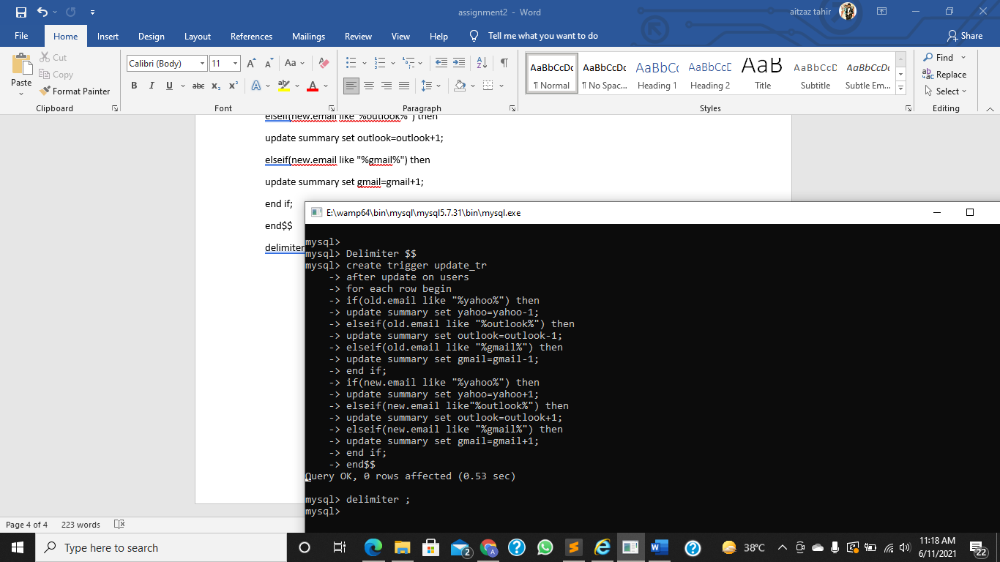 assignment2 - Word
aitzaz tahir
File Home Insert Design Layout References Mailings Review View Help Tell me what you want to do Share
Paste
Cut
Copy
Format Painter
Clipboard
Calibri (Body) 11
A A Aa A
B I U abc x₂ x² A A
Font
Paragraph
AaBbCcDc AaBbCcDc AaBbCc AaBbCcD AaB AaBbCcD AaBbCcDc
¶ Normal ¶ No Spac... Heading 1 Heading 2 Title Subtitle Subtle Em...
Styles
Find
Replace
Select
Editing
elseif(new.email like"%outlook%") then
update summary set outlook=outlook+1;
elseif(new.email like "%gmail%") then
update summary set gmail=gmail+1;
end if;
end$$
delimiter
E:\wamp64\bin\mysql\mysql5.7.31\bin\mysql.exe
mysql>
mysql> Delimiter $$
mysql> create trigger update_tr
-> after update on users
-> for each row begin
-> if(old.email like "%yahoo%") then
-> update summary set yahoo=yahoo-1;
-> elseif(old.email like "%outlook%") then
-> update summary set outlook=outlook-1;
-> elseif(old.email like "%gmail%") then
-> update summary set gmail=gmail-1;
-> end if;
-> if(new.email like "%yahoo%") then
-> update summary set yahoo=yahoo+1;
-> elseif(new.email like"%outlook%") then
-> update summary set outlook=outlook+1;
-> elseif(new.email like "%gmail%") then
-> update summary set gmail=gmail+1;
-> end if;
-> end$$
Query OK, 0 rows affected (0.53 sec)
mysql> delimiter ;
mysql>
Page 4 of 4 223 words
Type here to search
2
A
38°C
11:18 AM
6/11/2021
22